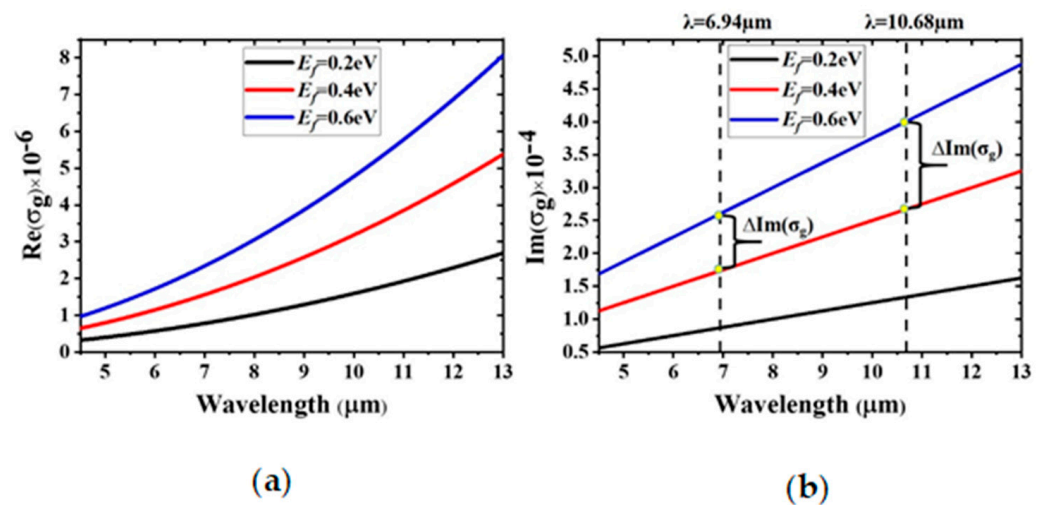 λ=6.94μm
λ=10.68μm
8
7
6
5
4
3
2
1
0
Re(σg)×10^-6
Ef=0.2eV
Ef=0.4eV
Ef=0.6eV
5 6 7 8 9 10 11 12 13
Wavelength (μm)
(a)
5.0
4.5
4.0
3.5
3.0
2.5
2.0
1.5
1.0
0.5
Im(σg)×10^-4
Ef=0.2eV
Ef=0.4eV
Ef=0.6eV
ΔIm(σg)
ΔIm(σg)
5 6 7 8 9 10 11 12 13
Wavelength (μm)
(b)